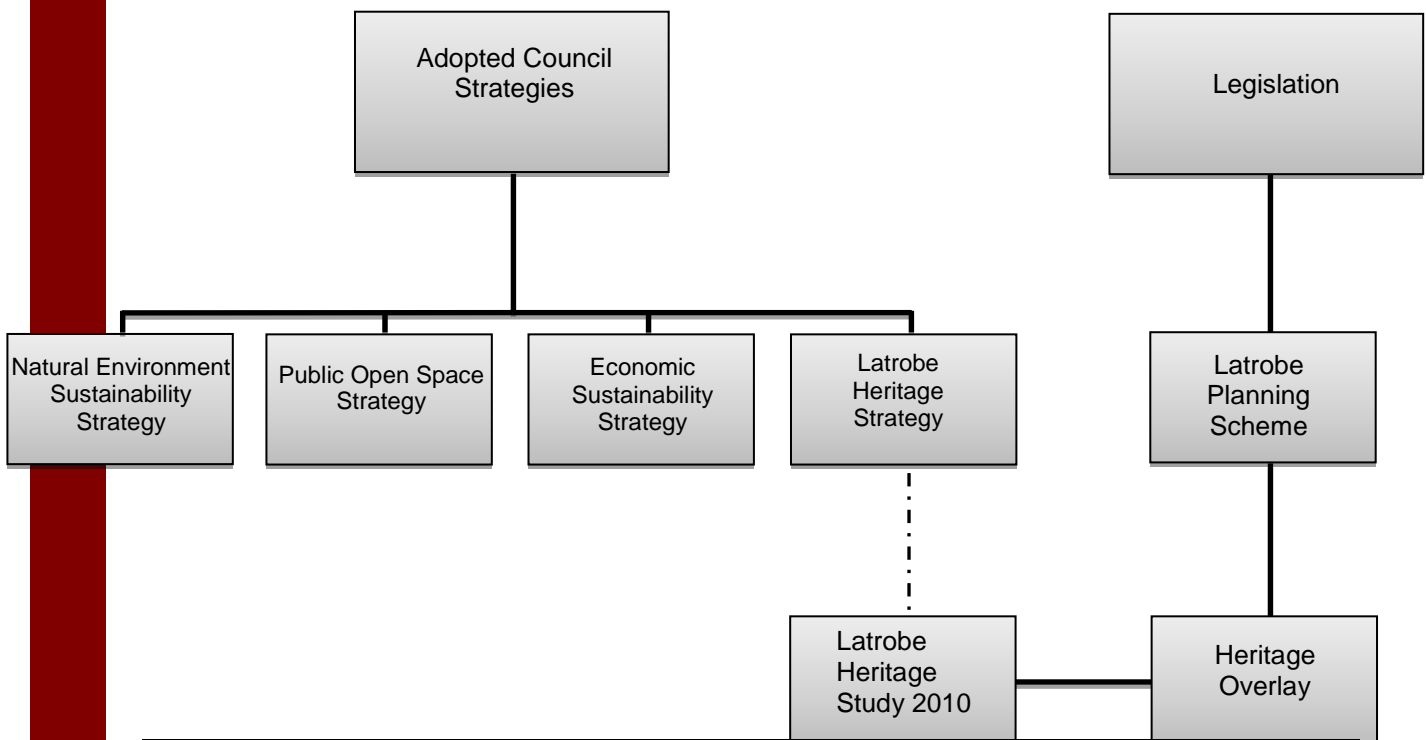 Adopted Council
Strategies
Legislation
Natural Environment
Sustainability
Strategy
Public Open Space
Strategy
Economic
Sustainability
Strategy
Latrobe
Heritage
Strategy
Latrobe
Planning
Scheme
Latrobe
Heritage
Study 2010
Heritage
Overlay